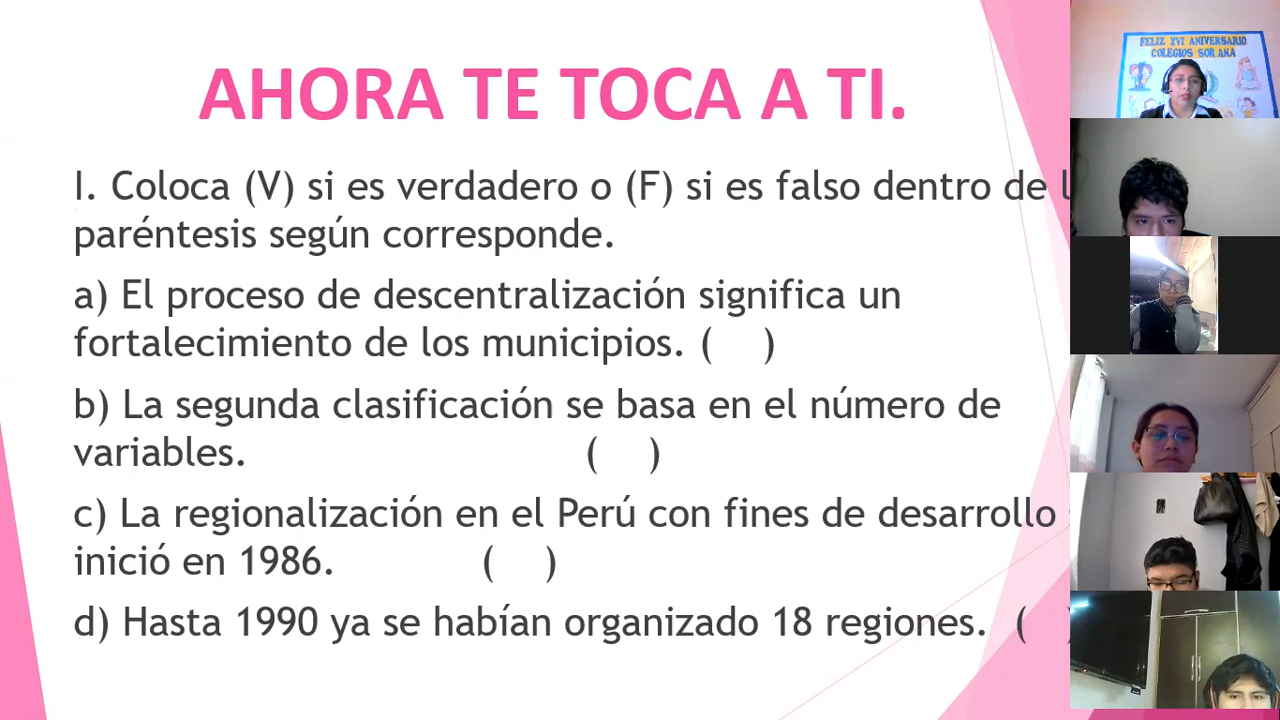 AHORA TE TOCA A TI.
I. Coloca (V) si es verdadero o (F) si es falso dentro de
paréntesis según corresponde.
a) El proceso de descentralización significa un
fortalecimiento de los municipios. ( )
b) La segunda clasificación se basa en el número de
variables. ( )
c) La regionalización en el Perú con fines de desarrollo
inició en 1986. ( )
d) Hasta 1990 ya se habían organizado 18 regiones. (
FELIZ XVI ANIVERSARIO
COLEGIOS SOR ANA